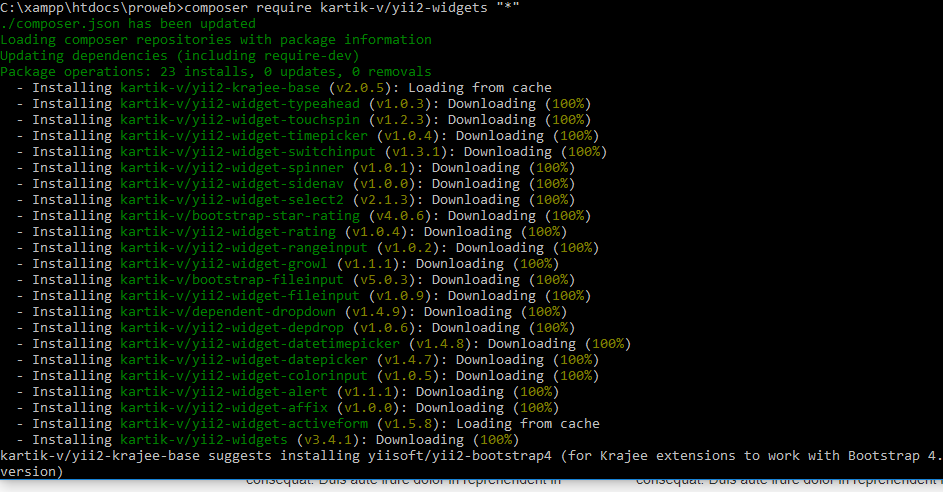 C:\xampp\htdocs\proweb>composer require kartik-v/yii2-widgets "*"
./composer.json has been updated
Loading composer repositories with package information
Updating dependencies (including require-dev)
Package operations: 23 installs, 0 updates, 0 removals
- Installing kartik-v/yii2-krajee-base (v2.0.5): Loading from cache
- Installing kartik-v/yii2-widget-typeahead (v1.0.3): Downloading (100%)
- Installing kartik-v/yii2-widget-touchspin (v1.2.3): Downloading (100%)
- Installing kartik-v/yii2-widget-timepicker (v1.0.4): Downloading (100%)
- Installing kartik-v/yii2-widget-switchinput (v1.3.1): Downloading (100%)
- Installing kartik-v/yii2-widget-spinner (v1.0.1): Downloading (100%)
- Installing kartik-v/yii2-widget-sidenav (v1.0.0): Downloading (100%)
- Installing kartik-v/yii2-widget-select2 (v2.1.3): Downloading (100%)
- Installing kartik-v/bootstrap-star-rating (v4.0.6): Downloading (100%)
- Installing kartik-v/yii2-widget-rating (v1.0.4): Downloading (100%)
- Installing kartik-v/yii2-widget-rangeinput (v1.0.2): Downloading (100%)
- Installing kartik-v/yii2-widget-growl (v1.1.1): Downloading (100%)
- Installing kartik-v/bootstrap-fileinput (v5.0.3): Downloading (100%)
- Installing kartik-v/yii2-widget-fileinput (v1.0.9): Downloading (100%)
- Installing kartik-v/dependent-dropdown (v1.4.9): Downloading (100%)
- Installing kartik-v/yii2-widget-depdrop (v1.0.6): Downloading (100%)
- Installing kartik-v/yii2-widget-datetimepicker (v1.4.8): Downloading (100%)
- Installing kartik-v/yii2-widget-datepicker (v1.4.7): Downloading (100%)
- Installing kartik-v/yii2-widget-colorinput (v1.0.5): Downloading (100%)
- Installing kartik-v/yii2-widget-alert (v1.1.1): Downloading (100%)
- Installing kartik-v/yii2-widget-affix (v1.0.0): Downloading (100%)
- Installing kartik-v/yii2-widget-activeform (v1.5.8): Loading from cache
- Installing kartik-v/yii2-widgets (v3.4.1): Downloading (100%)
kartik-v/yii2-krajee-base suggests installing yiisoft/yii2-bootstrap4 (for Krajee extensions to work with Bootstrap 4.
version)
consequat. Duis aute irure dolor in reprehenderit in
consequat. Duis aute irure dolor in reprehenderit in